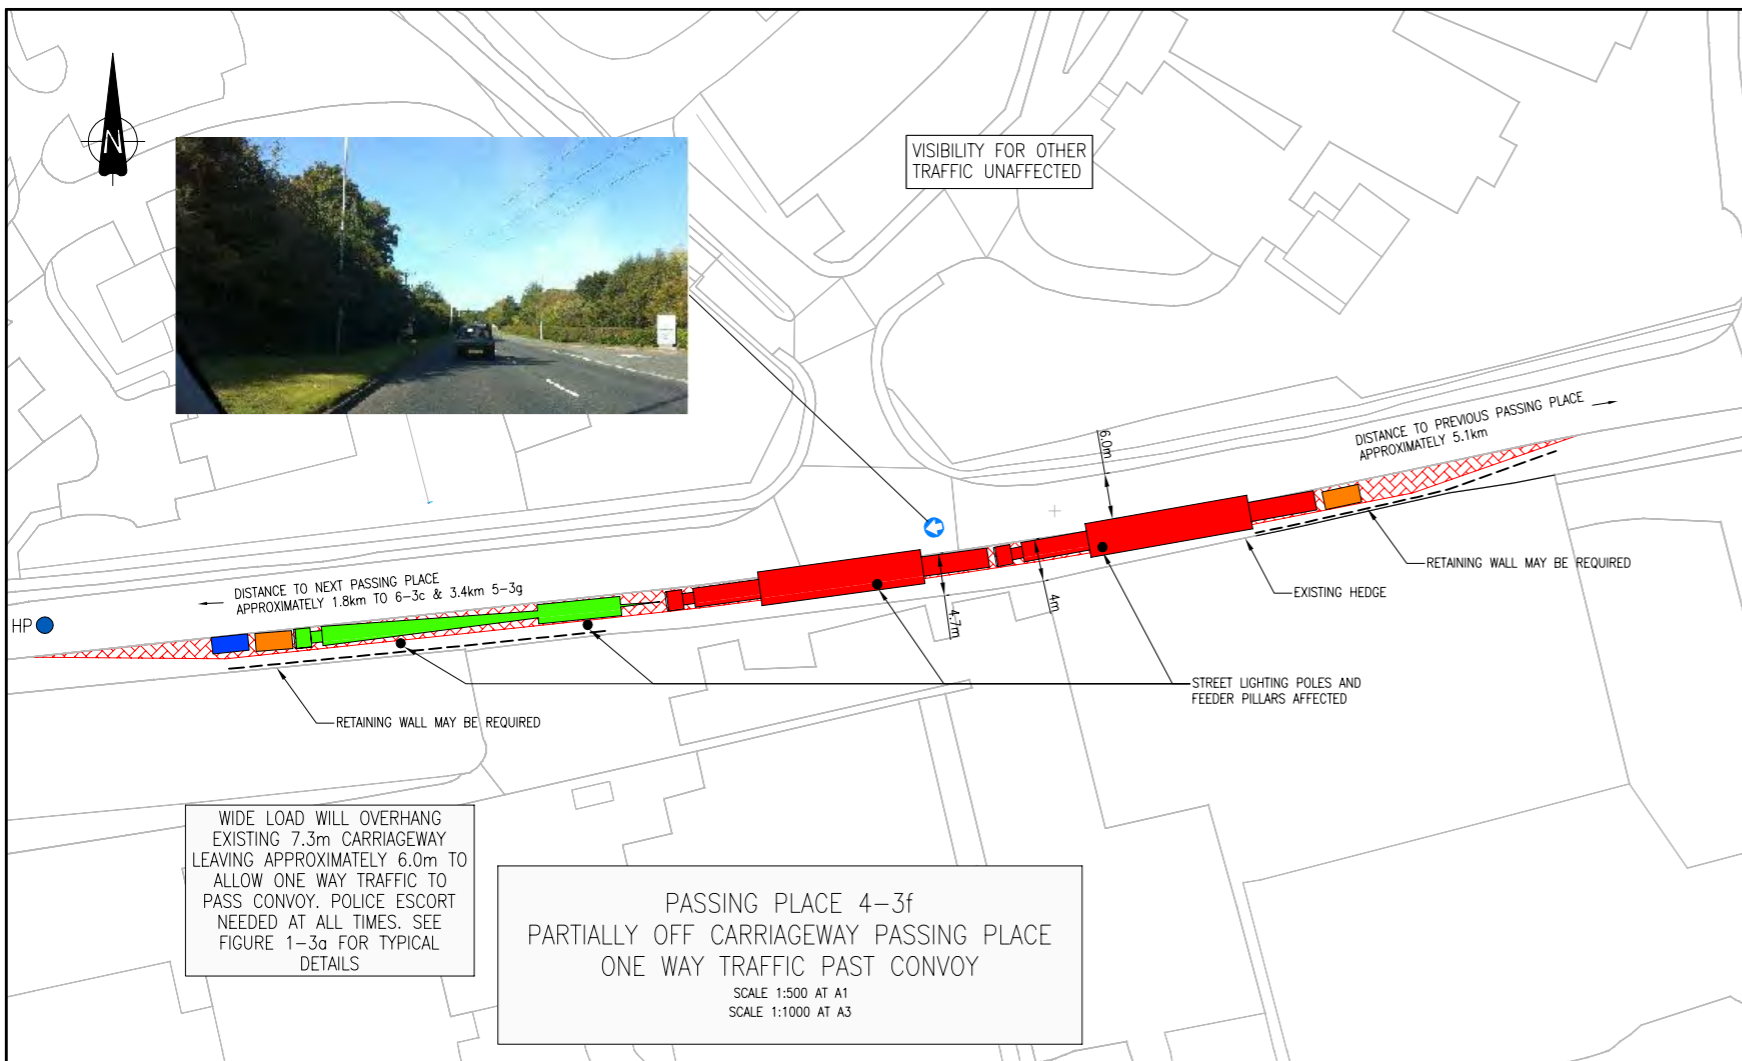 N
VISIBILITY FOR OTHER
TRAFFIC UNAFFECTED
DISTANCE TO PREVIOUS PASSING PLACE
APPROXIMATELY 5.1km
6.0m
RETAINING WALL MAY BE REQUIRED
EXISTING HEDGE
DISTANCE TO NEXT PASSING PLACE
APPROXIMATELY 1.8km TO 6-3c & 3.4km 5-3g
HP
4.7m
4m
STREET LIGHTING POLES AND
FEEDER PILLARS AFFECTED
RETAINING WALL MAY BE REQUIRED
WIDE LOAD WILL OVERHANG
EXISTING 7.3m CARRIAGEWAY
LEAVING APPROXIMATELY 6.0m TO
ALLOW ONE WAY TRAFFIC TO
PASS CONVOY. POLICE ESCORT
NEEDED AT ALL TIMES. SEE
FIGURE 1-3a FOR TYPICAL
DETAILS
PASSING PLACE 4-3f
PARTIALLY OFF CARRIAGEWAY PASSING PLACE
ONE WAY TRAFFIC PAST CONVOY
SCALE 1:500 AT A1
SCALE 1:1000 AT A3